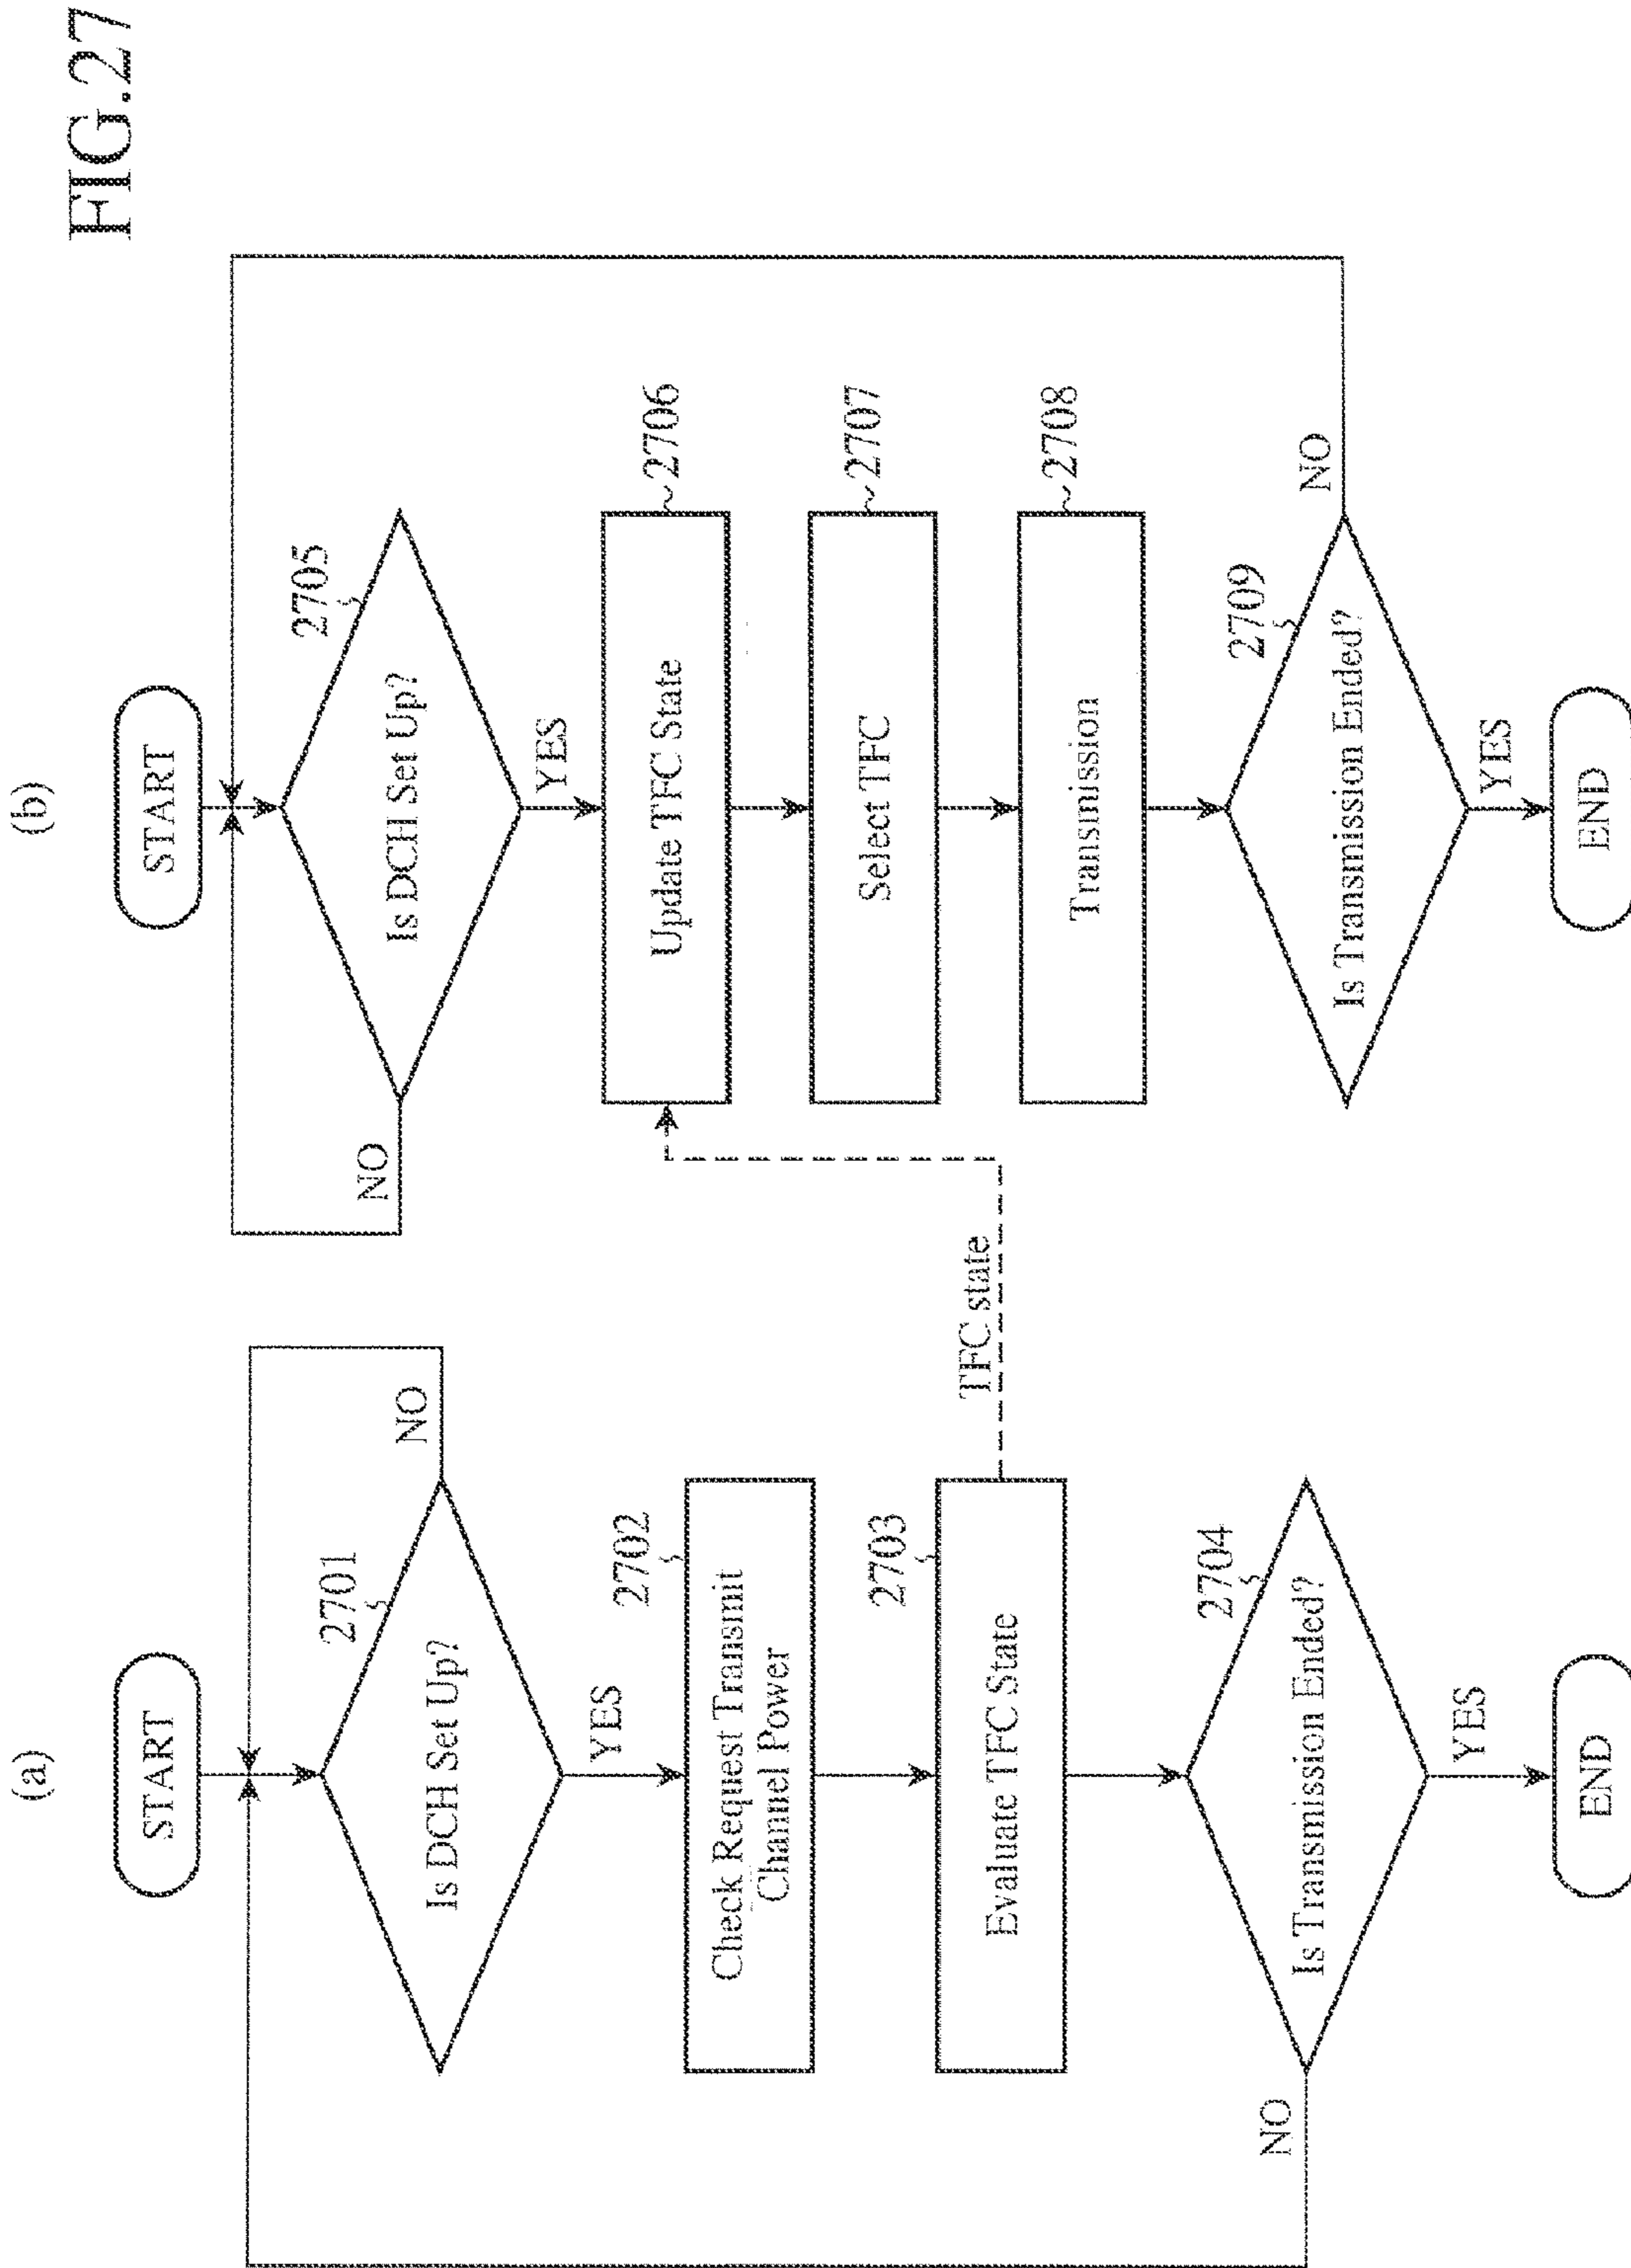 FIG.27
(a)
START
2701
Is DCH Set Up?
NO
YES
2702
Check Request Transmit
Channel Power
2703
Evaluate TFC State
TFC state
2704
Is Transmission Ended?
NO
YES
END
(b)
START
2705
Is DCH Set Up?
NO
YES
Update TFC State
2706
Select TFC
2707
Transmission
2708
2709
Is Transmission Ended?
NO
YES
END